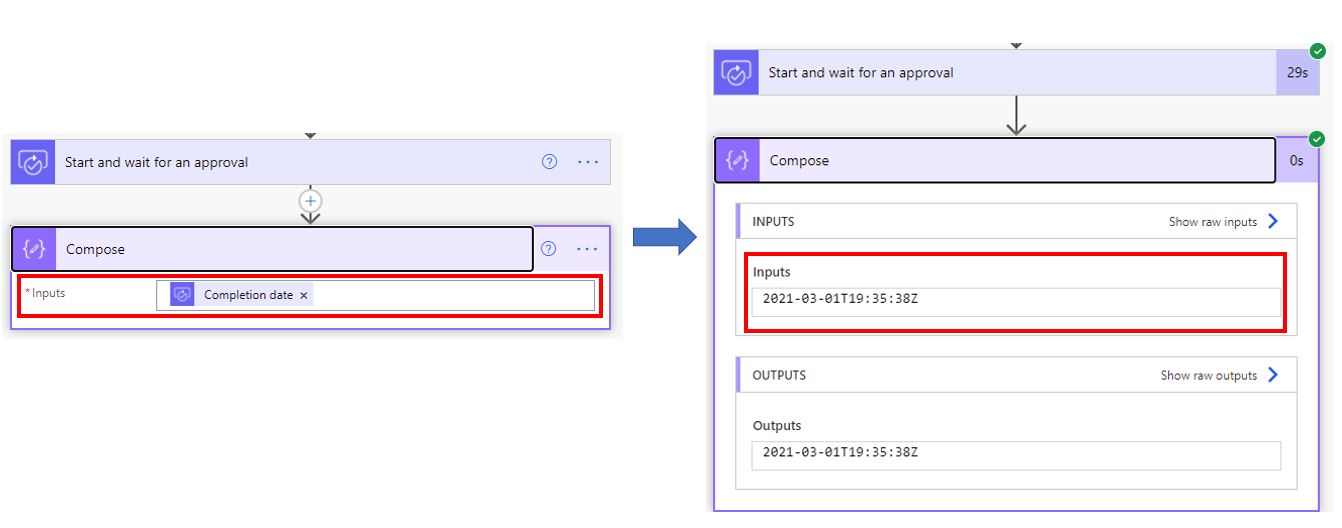 Start and wait for an approval
Compose
* Inputs Completion date ×
Start and wait for an approval 29s
Compose 0s
INPUTS Show raw inputs
Inputs
2021-03-01T19:35:38Z
OUTPUTS Show raw outputs
Outputs
2021-03-01T19:35:38Z